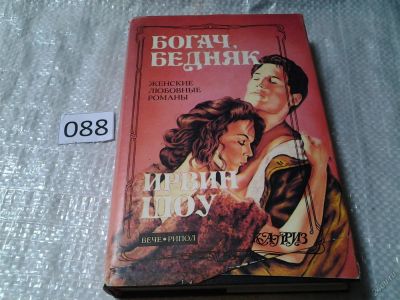 БОГАЧ,
БЕДНЯК
ЖЕНСКИЕ
ЛЮБОВНЫЕ
РОМАНЫ
088
ИРВИН
ШОУ
ВЕЧЕ • РИПОЛ
КАПРИЗ